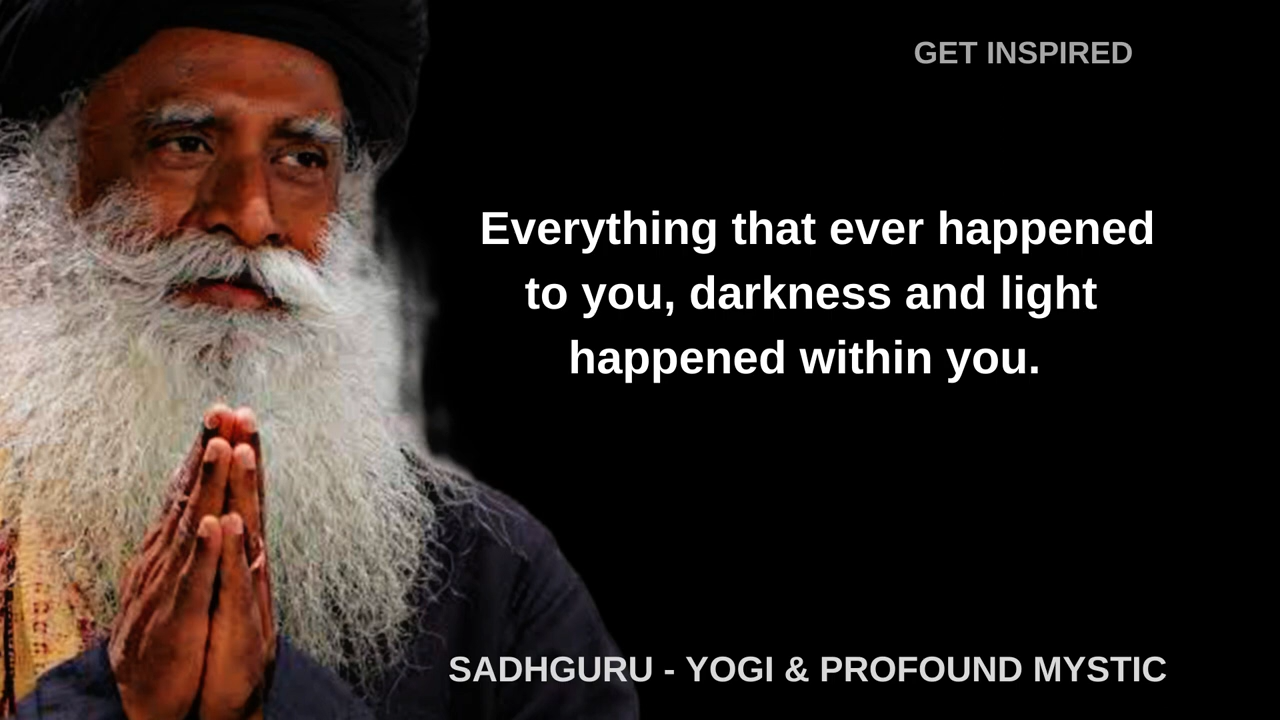 GET INSPIRED
Everything that ever happened
to you, darkness and light
happened within you.
SADHGURU - YOGI & PROFOUND MYSTIC